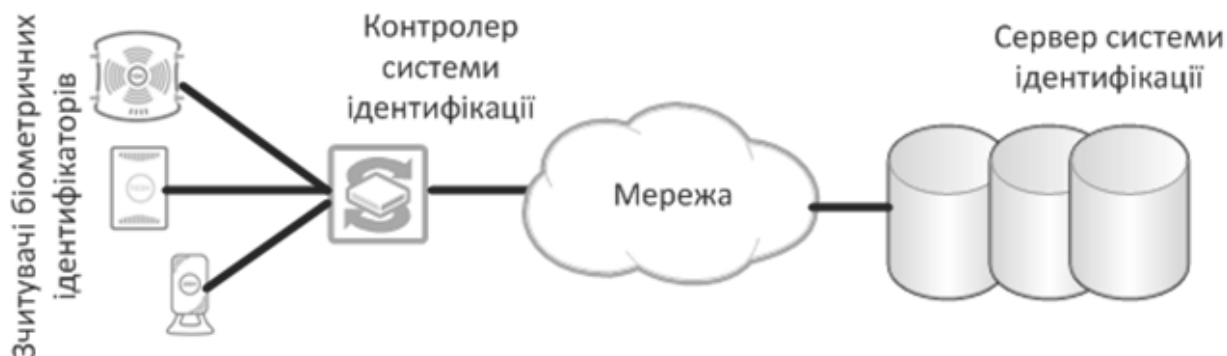 Зчитувачі біометричних
ідентифікаторів
Контролер
системи
ідентифікації
Мережа
Сервер системи
ідентифікації